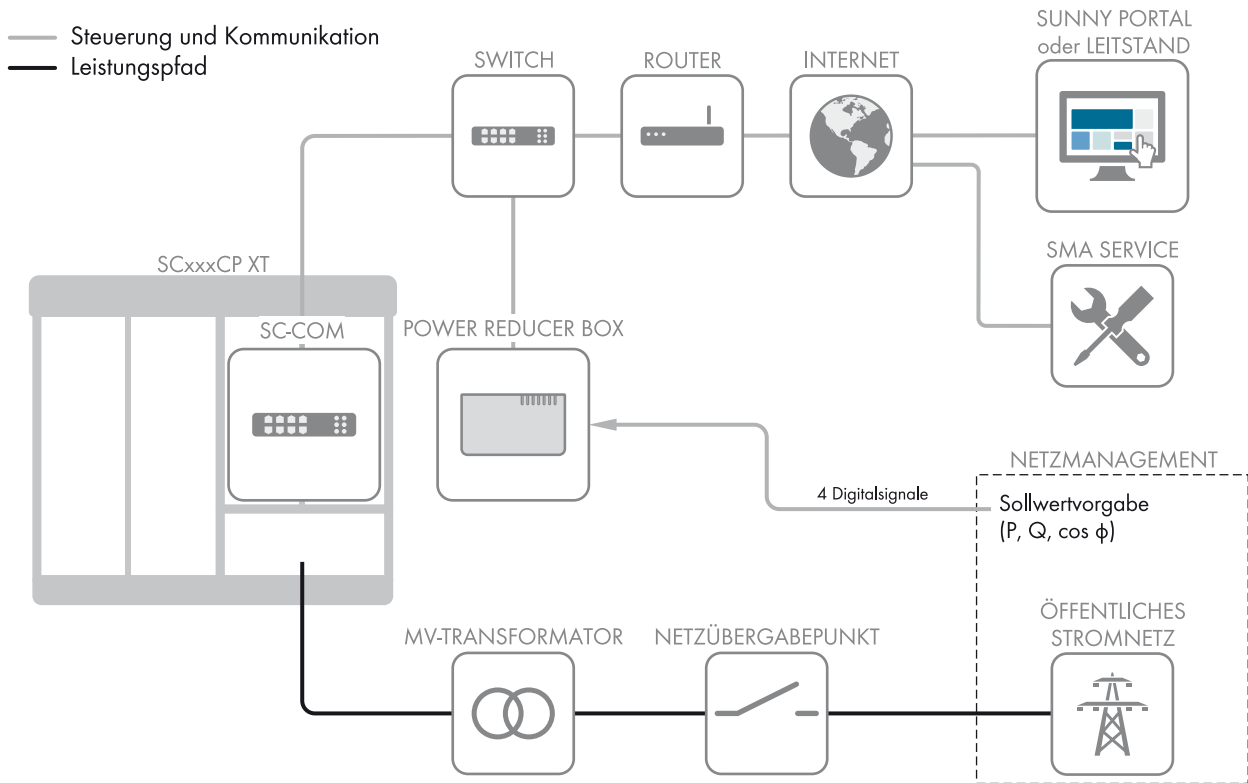 Steuerung und Kommunikation
Leistungspfad
SUNNY PORTAL
oder LEITSTAND
SWITCH
ROUTER
INTERNET
SMA SERVICE
SCxxxCP XT
SC-COM
POWER REDUCER BOX
NETZMANAGEMENT
4 Digitalsignale
Sollwertvorgabe
(P, Q, cos ϕ)
MV-TRANSFORMATOR
NETZÜBERGABEPUNKT
ÖFFENTLICHES
STROMNETZ